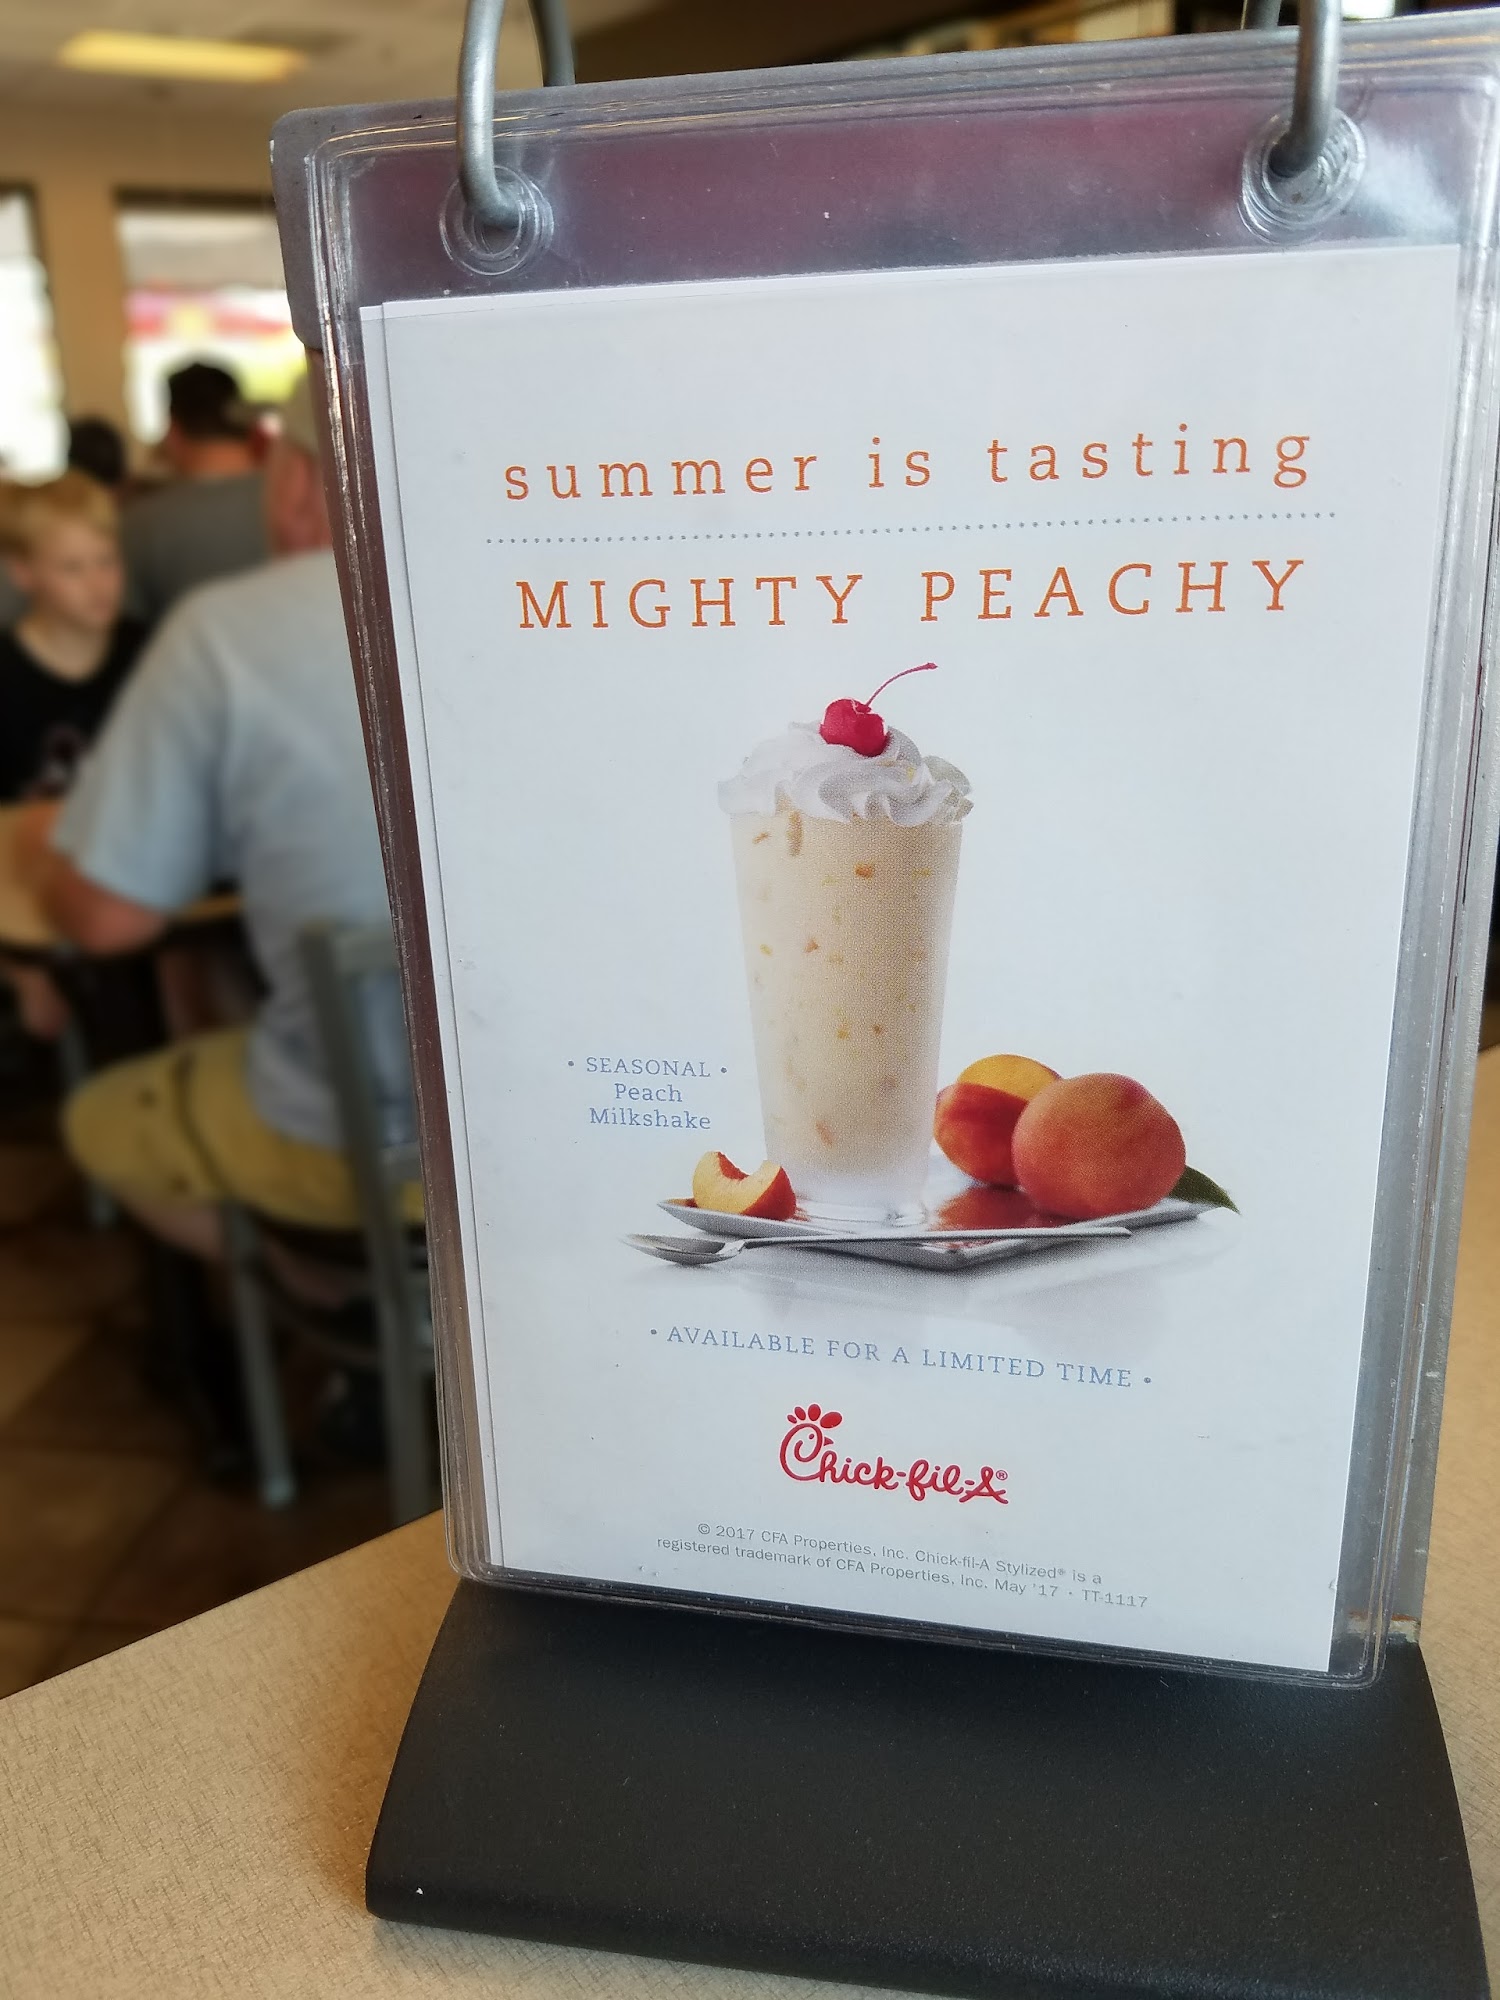 summer is tasting
MIGHTY PEACHY
• SEASONAL •
Peach
Milkshake
• AVAILABLE FOR A LIMITED TIME •
Chick-fil-A®
© 2017 CFA Properties, Inc. Chick-fil-A Stylized® is a
registered trademark of CFA Properties, Inc. May '17 · TT-1117